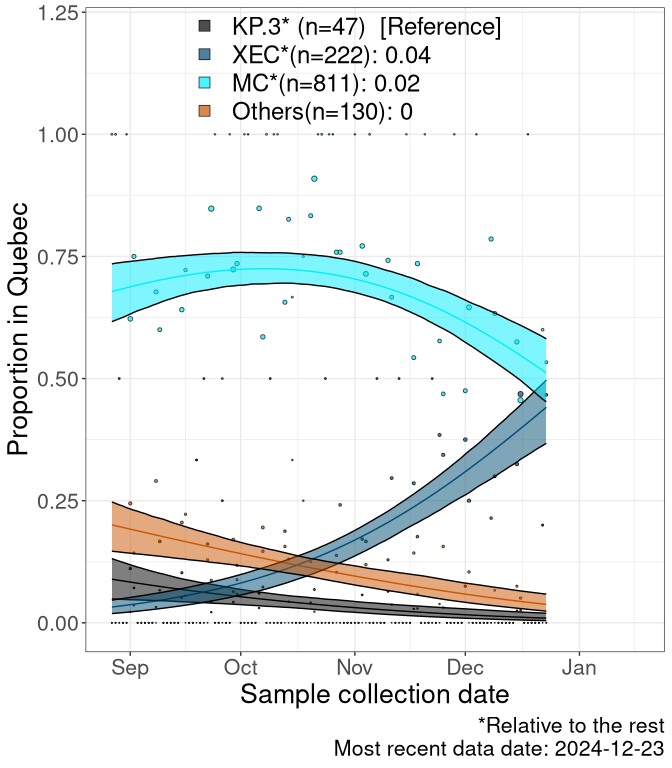 1.25
KP.3* (n=47)  [Reference]
XEC*(n=222): 0.04
MC*(n=811): 0.02
Others(n=130): 0
1.00
0.75
0.50
0.25
0.00
Proportion in Quebec
Sep Oct Nov Dec Jan
Sample collection date
*Relative to the rest
Most recent data date: 2024-12-23